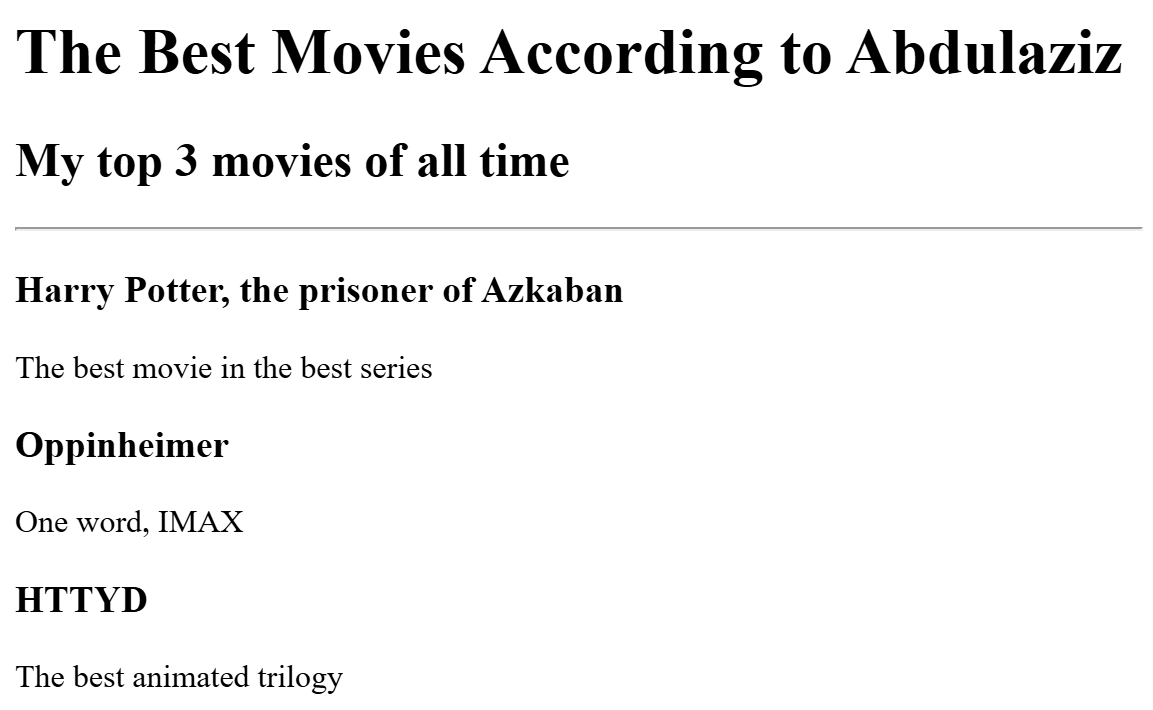 The Best Movies According to Abdulaziz
My top 3 movies of all time
Harry Potter, the prisoner of Azkaban
The best movie in the best series
Oppinheimer
One word, IMAX
HTTYD
The best animated trilogy